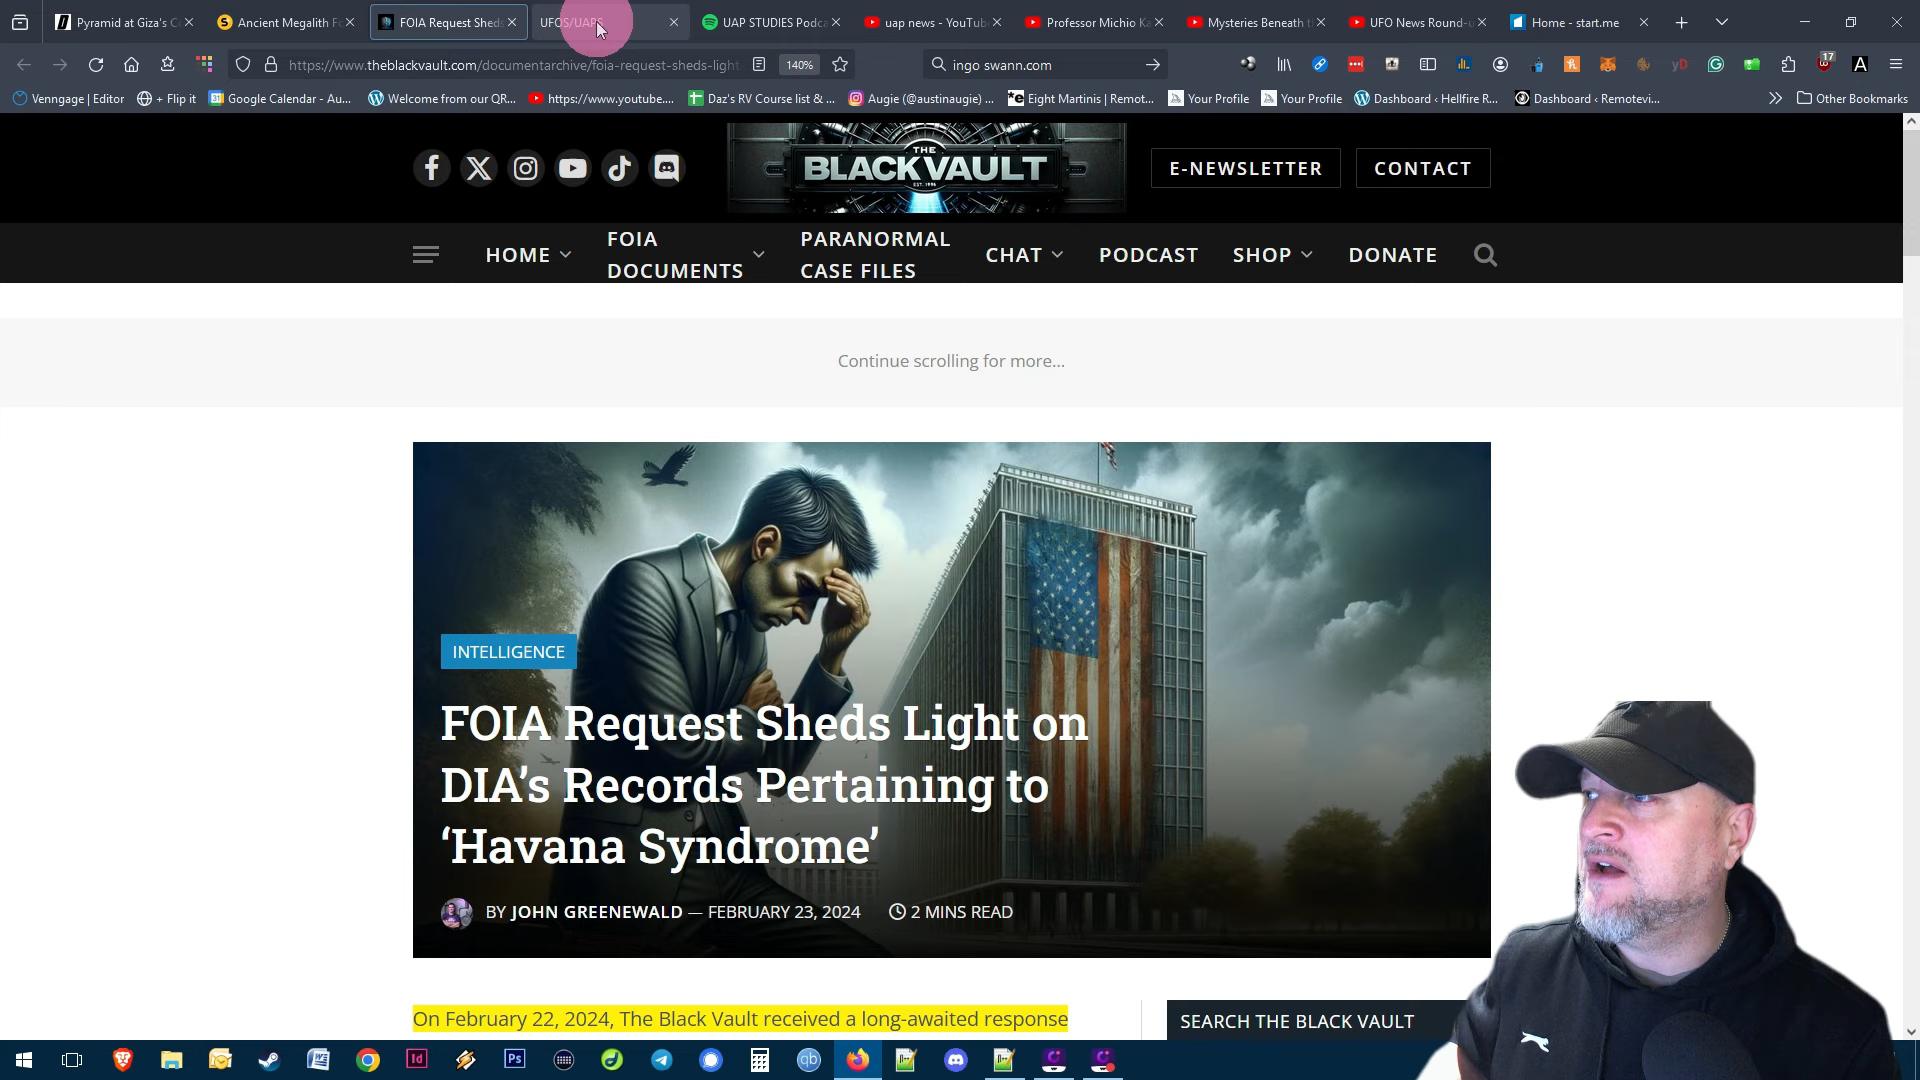 Pyramid at Giza's C
Ancient Megalith F
FOIA Request Sheds
UFOS/UAPS
UAP STUDIES Podca
uap news - YouTub
Professor Michio Ka
Mysteries Beneath t
UFO News Round-u
Home - start.me
https://www.theblackvault.com/documentarchive/foia-request-sheds-light
140%
ingo swann.com
17
Venngage | Editor
+ Flip it
Google Calendar - Au...
Welcome from our QR...
https://www.youtube....
Daz's RV Course list & ...
Augie (@austinaugie) ...
Eight Martinis | Remot...
Your Profile
Your Profile
Dashboard ‹ Hellfire R...
Dashboard ‹ Remotevi...
Other Bookmarks
THE
BLACKVAULT
EST. 1996
E-NEWSLETTER
CONTACT
HOME
FOIA
DOCUMENTS
PARANORMAL
CASE FILES
CHAT
PODCAST
SHOP
DONATE
Continue scrolling for more...
INTELLIGENCE
FOIA Request Sheds Light on
DIA's Records Pertaining to
‘Havana Syndrome’
BY JOHN GREENEWALD — FEBRUARY 23, 2024
2 MINS READ
On February 22, 2024, The Black Vault received a long-awaited response
SEARCH THE BLACK VAULT